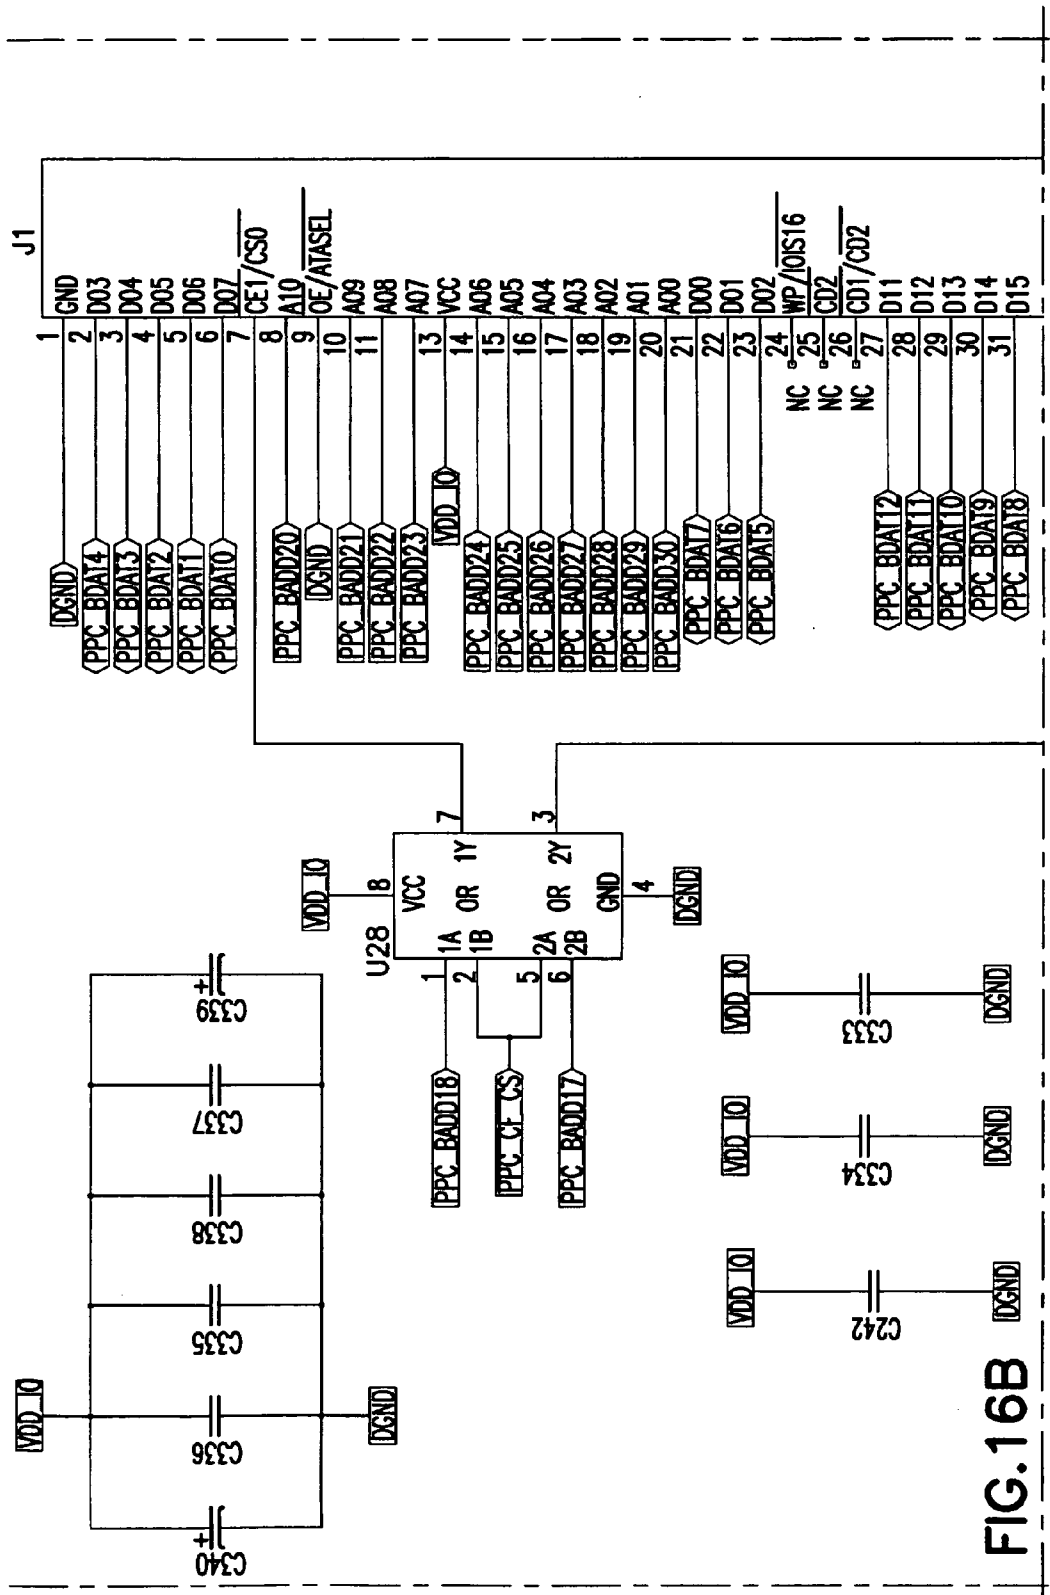 J1
DGND 1 GND
PPC_BDAT4 2 D03
PPC_BDAT3 3 D04
PPC_BDAT2 4 D05
PPC_BDAT1 5 D06
PPC_BDAT0 6 D07
7 CE1/CS0
PPC_BADD20 8 A10
DGND 9 OE/ATASEL
PPC_BADD21 10 A09
PPC_BADD22 11 A08
PPC_BADD23 A07
VDD_IO 13 VCC
PPC_BADD24 14 A06
PPC_BADD25 15 A05
PPC_BADD26 16 A04
PPC_BADD27 17 A03
PPC_BADD28 18 A02
PPC_BADD29 19 A01
PPC_BADD30 20 A00
PPC_BDAT7 21 D00
PPC_BDAT6 22 D01
PPC_BDAT5 23 D02
NC 24 WP/IOIS16
NC 25 CD2
NC 26 CD1/CD2
PPC_BDAT12 27 D11
PPC_BDAT11 28 D12
PPC_BDAT10 29 D13
PPC_BDAT9 30 D14
PPC_BDAT8 31 D15
VDD_IO
C340 +
C336
C335
C338
C337
C339 +
DGND
VDD_IO
8
U28
VCC
PPC_BADD18 1 1A OR 1Y 7
PPC_CF_CS 2 1B
5 2A OR 2Y 3
PPC_BADD17 6 2B
GND
4
DGND
VDD_IO
C242
DGND
VDD_IO
C334
DGND
VDD_IO
C333
DGND
FIG.16B